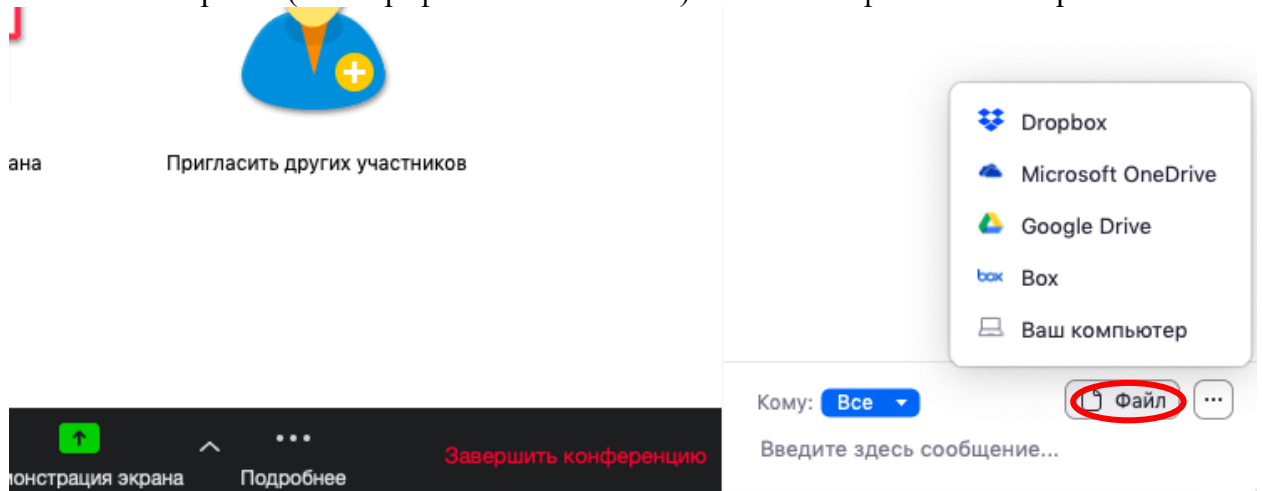 Dropbox
Microsoft OneDrive
Google Drive
box Box
Ваш компьютер
ана
Пригласить других участников
Кому: Все
Файл
Введите здесь сообщение...
Завершить конференцию
монстрация экрана
Подробнее